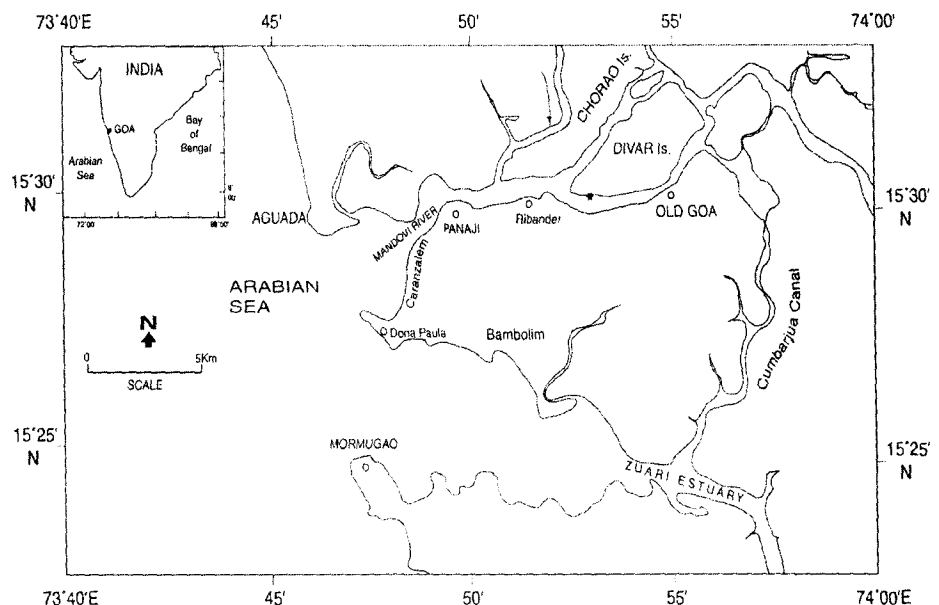 73°40'E 45' 50' 55' 74°00'
INDIA
GOA
Bay of Bengal
Arabian Sea
72°00'
CHORAO Is.
DIVAR Is.
15°30' N
15°30' N
AGUADA
MANDOVI RIVER
PANAJI
Ribander
OLD GOA
Caranzalem
ARABIAN SEA
N
Dona Paula
Bambolim
Cumbarjua Canal
0 5Km
SCALE
15°25' N
15°25' N
MORMUGAO
ZUARI ESTUARY
73°40'E 45' 50' 55' 74°00'E